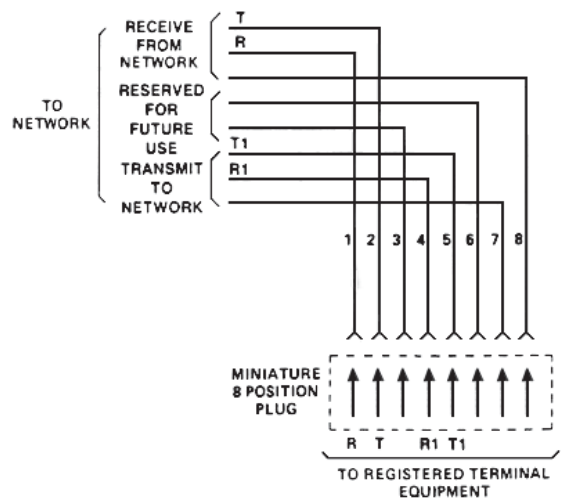 T
RECEIVE
FROM
NETWORK
R
RESERVED
FOR
FUTURE
USE
TO
NETWORK
T1
TRANSMIT
TO
NETWORK
R1
1 2 3 4 5 6 7 8
MINIATURE
8 POSITION
PLUG
R T R1 T1
TO REGISTERED TERMINAL
EQUIPMENT